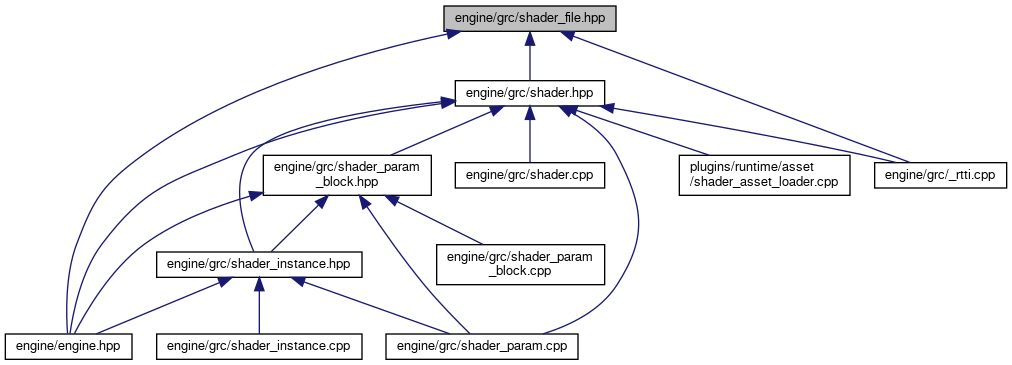 engine/grc/shader_file.hpp
engine/grc/shader.hpp
engine/grc/shader_param
_block.hpp
engine/grc/shader.cpp
plugins/runtime/asset
/shader_asset_loader.cpp
engine/grc/_rtti.cpp
engine/grc/shader_instance.hpp
engine/grc/shader_param
_block.cpp
engine/engine.hpp
engine/grc/shader_instance.cpp
engine/grc/shader_param.cpp